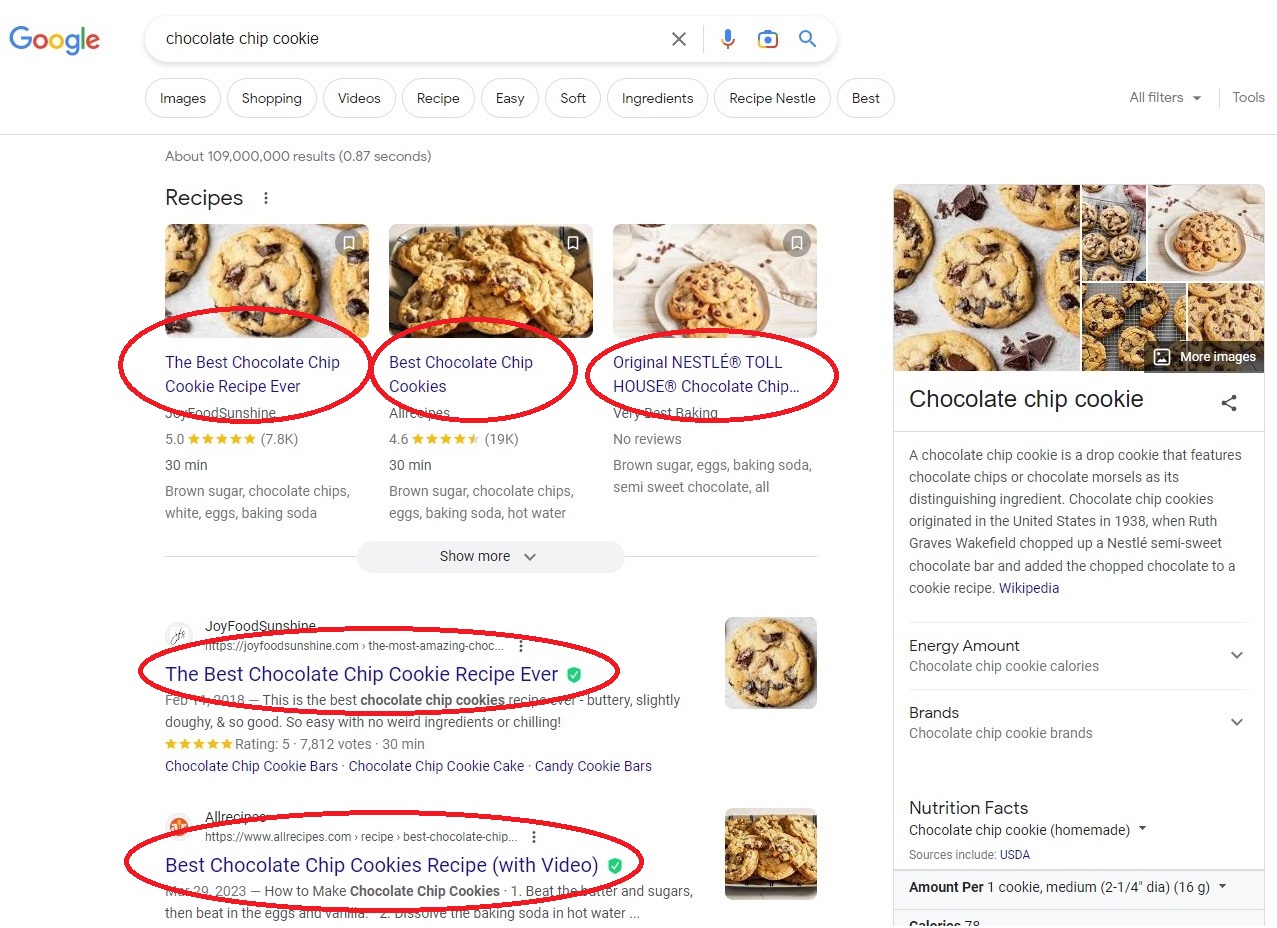 Google
chocolate chip cookie
Images
Shopping
Videos
Recipe
Easy
Soft
Ingredients
Recipe Nestle
Best
All filters
Tools
About 109,000,000 results (0.87 seconds)
Recipes
The Best Chocolate Chip
Cookie Recipe Ever
JoyFoodSunshine
5.0 (7.8K)
30 min
Brown sugar, chocolate chips,
white, eggs, baking soda
Best Chocolate Chip
Cookies
Allrecipes
4.6 (19K)
30 min
Brown sugar, chocolate chips,
eggs, baking soda, hot water
Original NESTLÉ® TOLL
HOUSE® Chocolate Chip...
Very Best Baking
No reviews
Brown sugar, eggs, baking soda,
semi sweet chocolate, all
Show more
JoyFoodSunshine
https://joyfoodsunshine.com › the-most-amazing-choc...
The Best Chocolate Chip Cookie Recipe Ever
Feb 11, 2018 — This is the best chocolate chip cookies recipe ever - buttery, slightly
doughy, & so good. So easy with no weird ingredients or chilling!
Rating: 5 · 7,812 votes · 30 min
Chocolate Chip Cookie Bars · Chocolate Chip Cookie Cake · Candy Cookie Bars
Allrecipes
https://www.allrecipes.com › recipe › best-chocolate-chip...
Best Chocolate Chip Cookies Recipe (with Video)
Mar 29, 2023 — How to Make Chocolate Chip Cookies · 1. Beat the butter and sugars,
then beat in the eggs and vanilla. · 2. Dissolve the baking soda in hot water ...
More images
Chocolate chip cookie
A chocolate chip cookie is a drop cookie that features
chocolate chips or chocolate morsels as its
distinguishing ingredient. Chocolate chip cookies
originated in the United States in 1938, when Ruth
Graves Wakefield chopped up a Nestlé semi-sweet
chocolate bar and added the chopped chocolate to a
cookie recipe. Wikipedia
Energy Amount
Chocolate chip cookie calories
Brands
Chocolate chip cookie brands
Nutrition Facts
Chocolate chip cookie (homemade)
Sources include: USDA
Amount Per 1 cookie, medium (2-1/4" dia) (16 g)
Calories 78